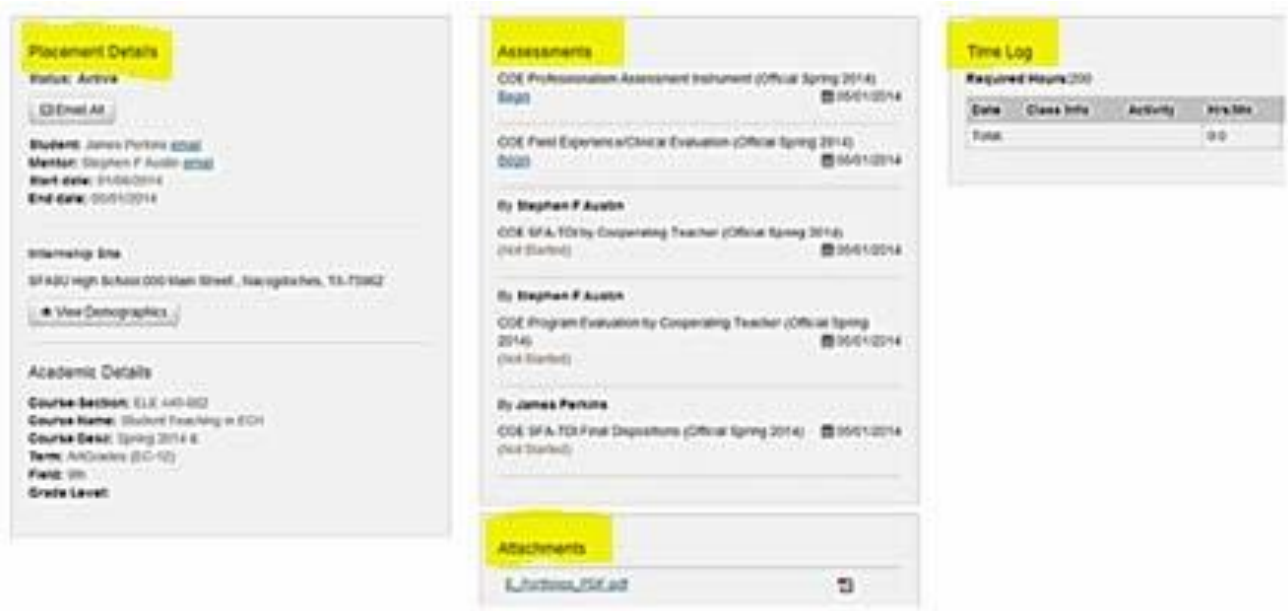 Placement Details
Status: Active
Email All
Student: James Perkins email
Mentor: Stephen F Austin email
Start date: 01/06/2014
End date: 05/01/2014
Internship Site
SFASU High School 000 Main Street , Nacogdoches, TX-75962
View Demographics
Academic Details
Course Section: ELE 440-002
Course Name: Student Teaching in ECH
Course Desc: Spring 2014 &
Term: ArtGrades (EC-12)
Field: 9th
Grade Level:
Assessments
COE Professionalism Assessment Instrument (Official Spring 2014)
Begin 05/01/2014
COE Field Experience/Clinical Evaluation (Official Spring 2014)
Begin 05/01/2014
By Stephen F Austin
COE SFA-TDI by Cooperating Teacher (Official Spring 2014)
(Not Started) 05/01/2014
By Stephen F Austin
COE Program Evaluation by Cooperating Teacher (Official Spring
2014) 05/01/2014
(Not Started)
By James Perkins
COE SFA-TDI Final Dispositions (Official Spring 2014) 05/01/2014
(Not Started)
Attachments
E_Portfolios_PDF.pdf
Time Log
Required Hours:200
Date Class Info Activity Hrs:Min
Total: 0:0